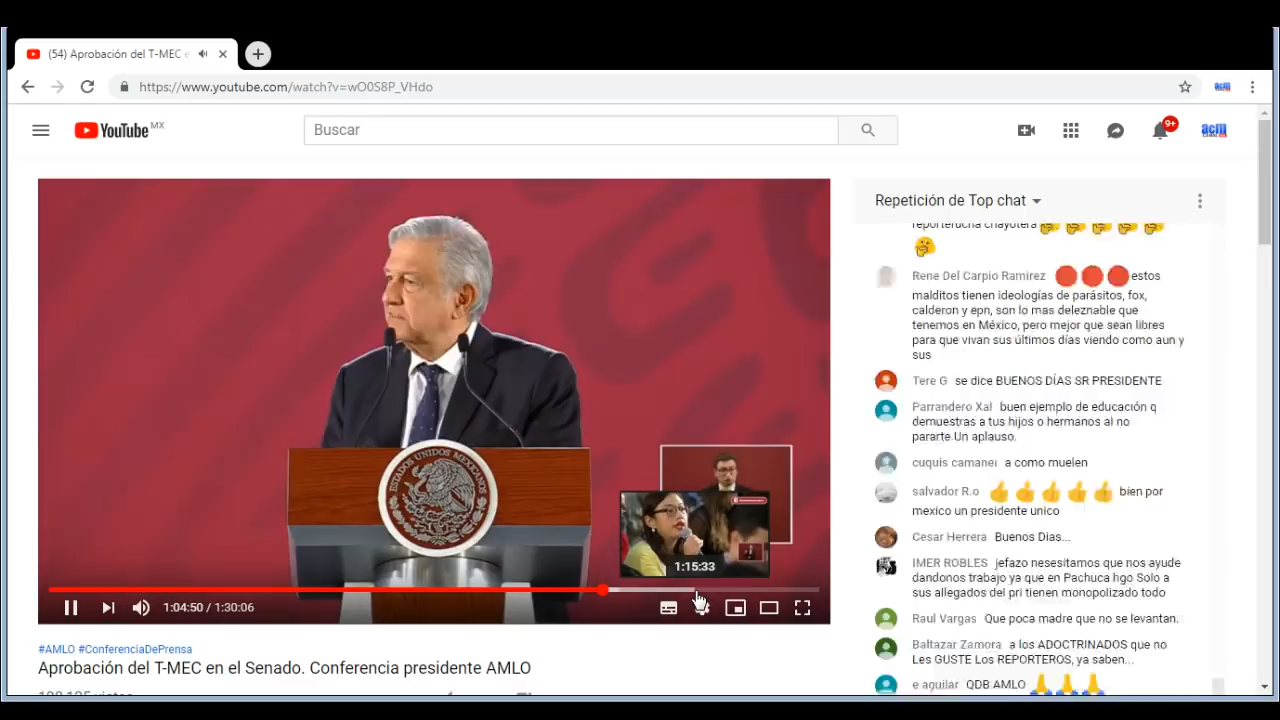 (54) Aprobación del T-MEC e
https://www.youtube.com/watch?v=wO0S8P_VHdo
YouTube MX
Buscar
9+
acm
Repetición de Top chat
reporterucha chayotera
Rene Del Carpio Ramirez estos
malditos tienen ideologías de parásitos, fox,
calderon y epn, son lo mas deleznable que
tenemos en México, pero mejor que sean libres
para que vivan sus últimos días viendo como aun y
sus
Tere G se dice BUENOS DÍAS SR PRESIDENTE
Parrandero Xal buen ejemplo de educación q
demuestras a tus hijos o hermanos al no
pararte.Un aplauso.
cuquis camanei a como muelen
salvador R.o bien por
mexico un presidente unico
Cesar Herrera Buenos Dias...
IMER ROBLES jefazo nesesitamos que nos ayude
dandonos trabajo ya que en Pachuca hgo Solo a
sus allegados del pri tienen monopolizado todo
Raul Vargas Que poca madre que no se levantan.
Baltazar Zamora a los ADOCTRINADOS que no
Les GUSTE Los REPORTEROS, ya saben...
e aguilar QDB AMLO
ESTADOS UNIDOS MEXICANOS
1:15:33
1:04:50 / 1:30:06
#AMLO #ConferenciaDePrensa
Aprobación del T-MEC en el Senado. Conferencia presidente AMLO